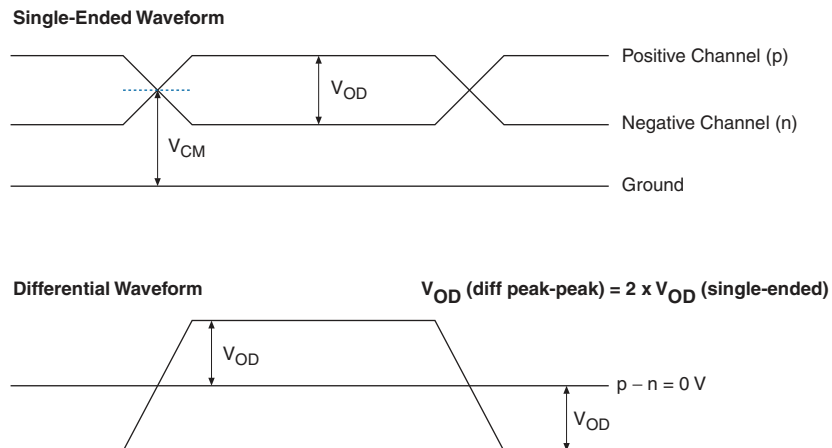 Single-Ended Waveform
Positive Channel (p)
VOD
Negative Channel (n)
VCM
Ground
Differential Waveform
VOD (diff peak-peak) = 2 x VOD (single-ended)
VOD
p – n = 0 V
VOD